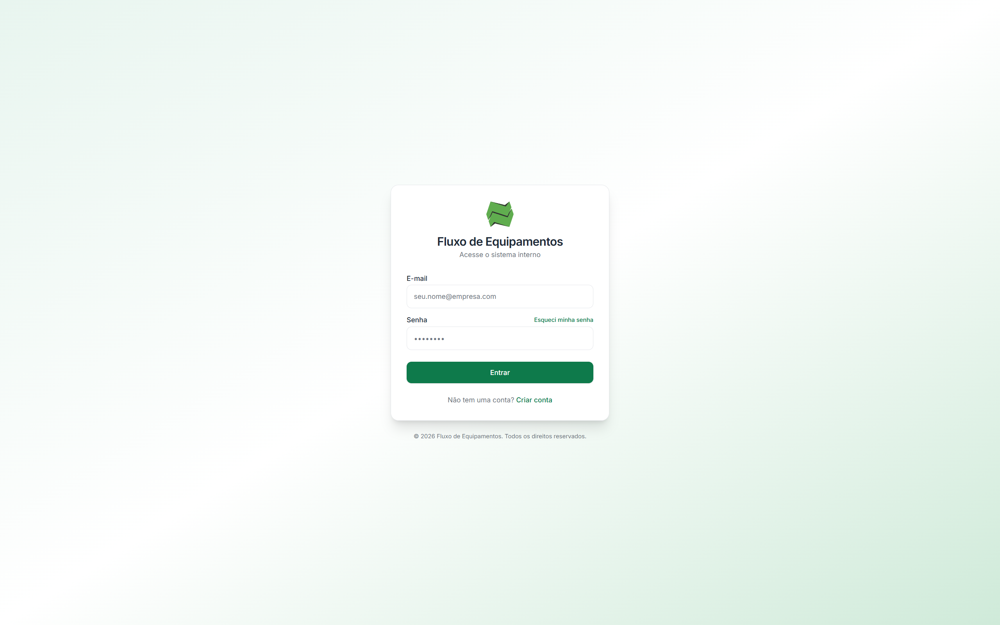 Fluxo de Equipamentos
Acesse o sistema interno
E-mail
seu.nome@empresa.com
Senha Esqueci minha senha
••••••••
Entrar
Não tem uma conta? Criar conta
© 2026 Fluxo de Equipamentos. Todos os direitos reservados.